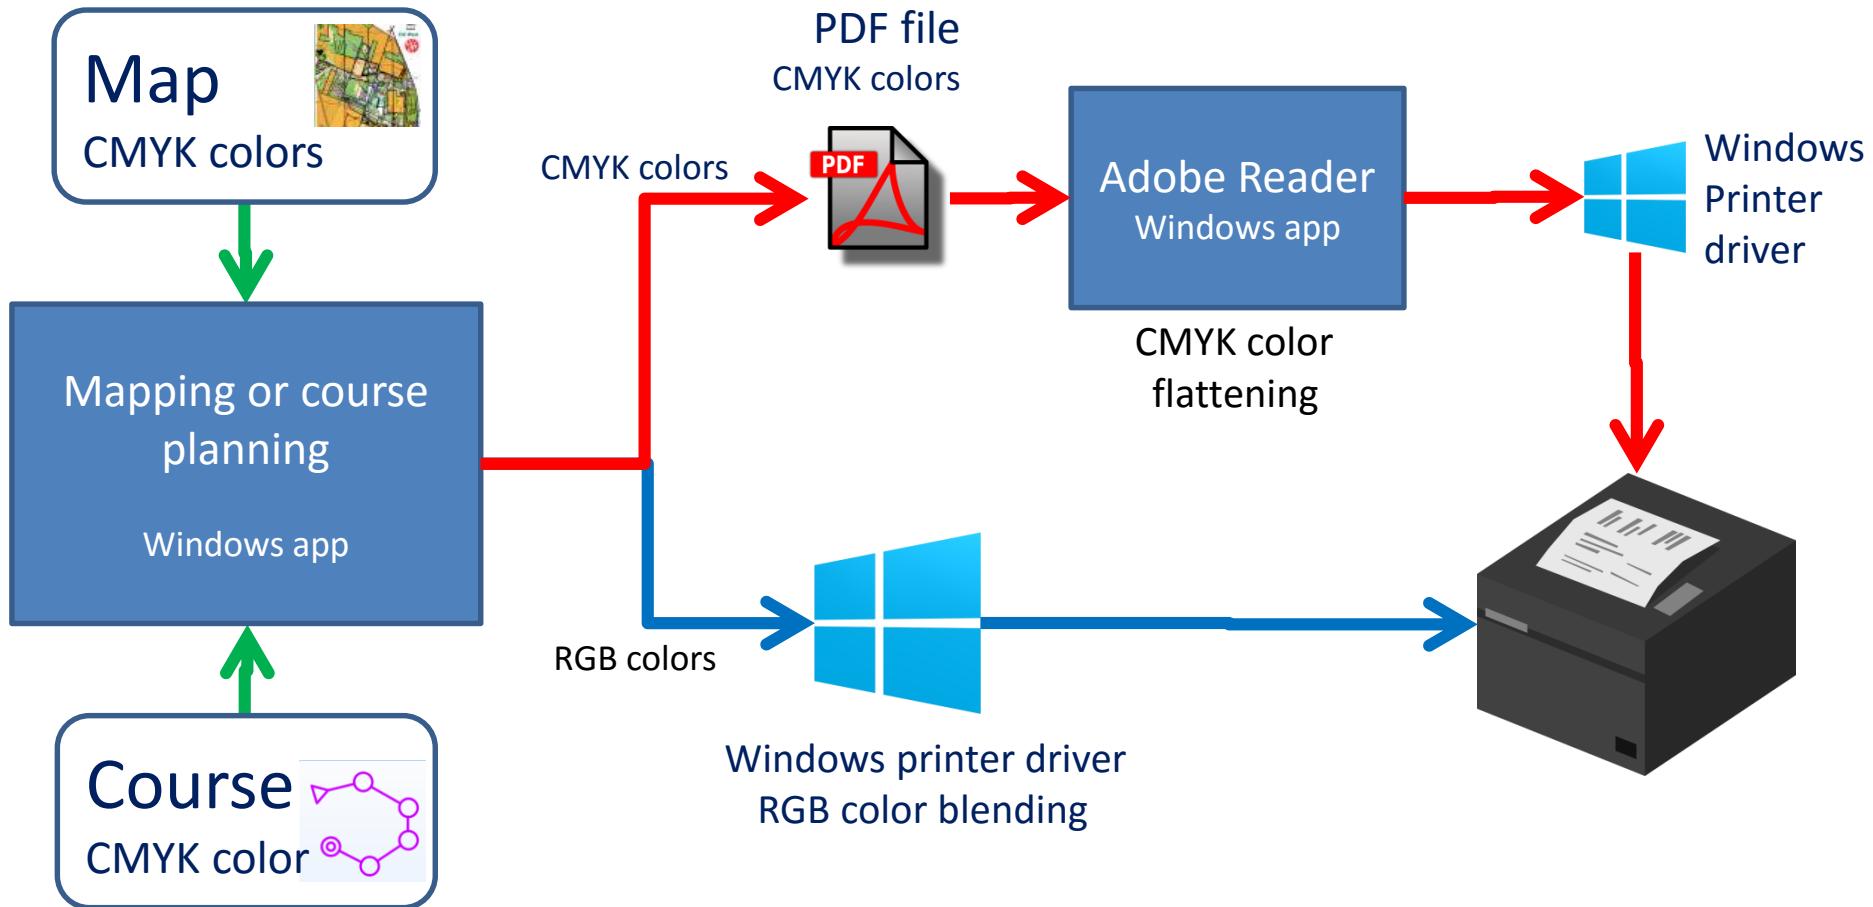 Map
CMYK colors
PDF file
CMYK colors
CMYK colors
PDF
Adobe Reader
Windows app
Windows
Printer
driver
CMYK color
flattening
Mapping or course
planning
Windows app
RGB colors
Windows printer driver
RGB color blending
Course
CMYK color